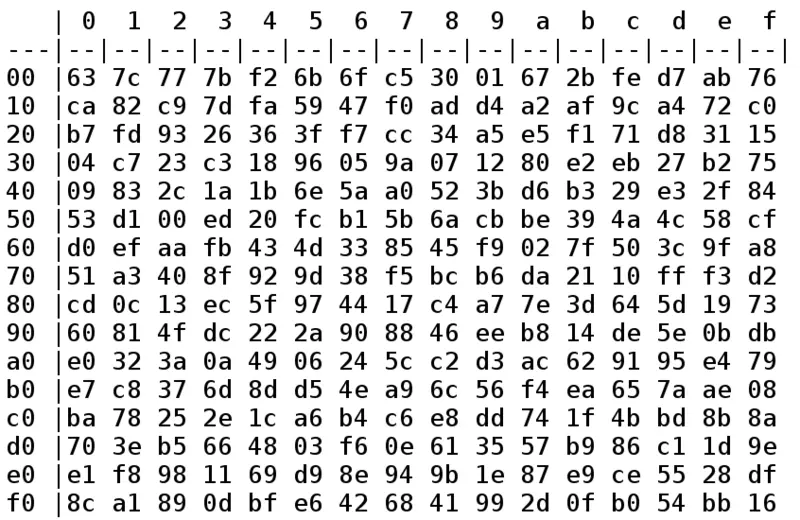 | 0  1  2  3  4  5  6  7  8  9  a  b  c  d  e  f
---|--|--|--|--|--|--|--|--|--|--|--|--|--|--|--|--|
00 |63 7c 77 7b f2 6b 6f c5 30 01 67 2b fe d7 ab 76
10 |ca 82 c9 7d fa 59 47 f0 ad d4 a2 af 9c a4 72 c0
20 |b7 fd 93 26 36 3f f7 cc 34 a5 e5 f1 71 d8 31 15
30 |04 c7 23 c3 18 96 05 9a 07 12 80 e2 eb 27 b2 75
40 |09 83 2c 1a 1b 6e 5a a0 52 3b d6 b3 29 e3 2f 84
50 |53 d1 00 ed 20 fc b1 5b 6a cb be 39 4a 4c 58 cf
60 |d0 ef aa fb 43 4d 33 85 45 f9 02 7f 50 3c 9f a8
70 |51 a3 40 8f 92 9d 38 f5 bc b6 da 21 10 ff f3 d2
80 |cd 0c 13 ec 5f 97 44 17 c4 a7 7e 3d 64 5d 19 73
90 |60 81 4f dc 22 2a 90 88 46 ee b8 14 de 5e 0b db
a0 |e0 32 3a 0a 49 06 24 5c c2 d3 ac 62 91 95 e4 79
b0 |e7 c8 37 6d 8d d5 4e a9 6c 56 f4 ea 65 7a ae 08
c0 |ba 78 25 2e 1c a6 b4 c6 e8 dd 74 1f 4b bd 8b 8a
d0 |70 3e b5 66 48 03 f6 0e 61 35 57 b9 86 c1 1d 9e
e0 |e1 f8 98 11 69 d9 8e 94 9b 1e 87 e9 ce 55 28 df
f0 |8c a1 89 0d bf e6 42 68 41 99 2d 0f b0 54 bb 16